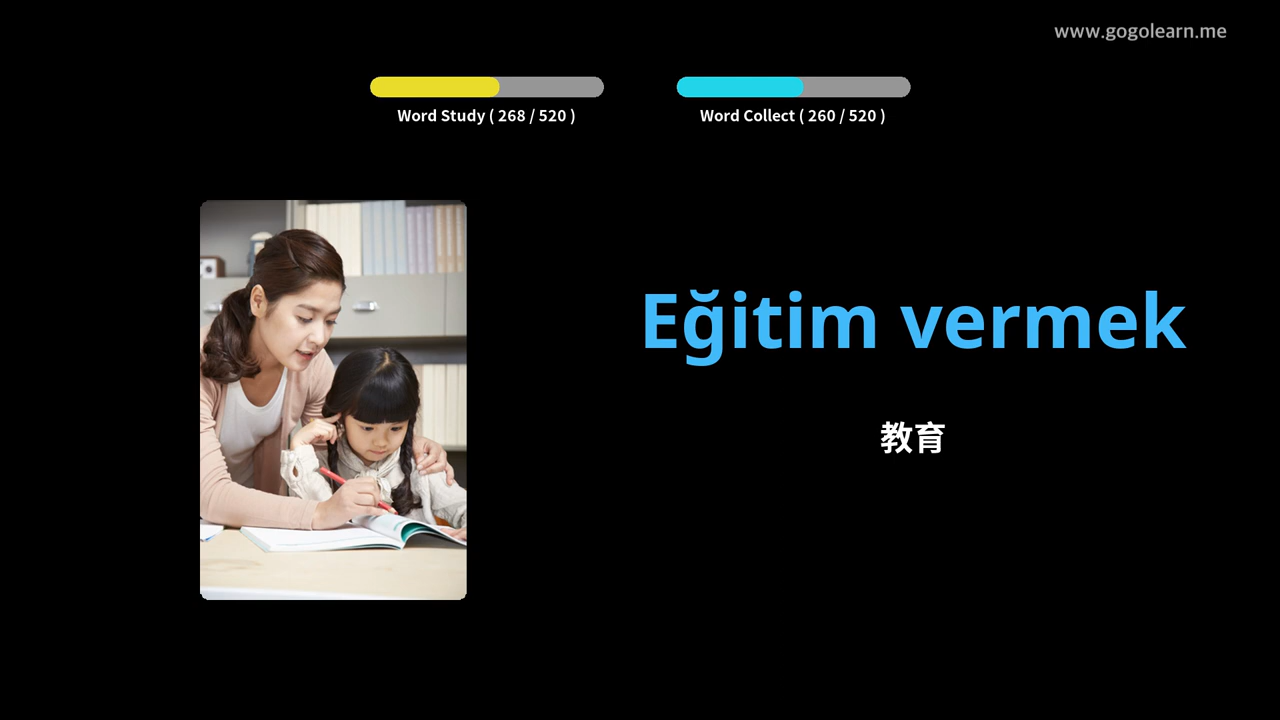 www.gogolearn.me
Word Study ( 268 / 520 )
Word Collect ( 260 / 520 )
Eğitim vermek
教育